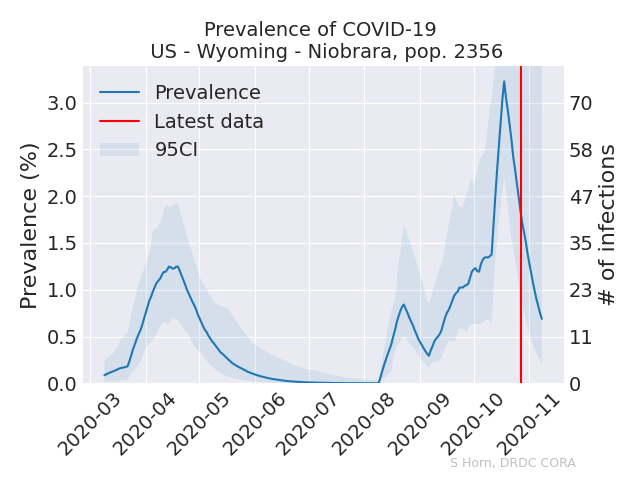 Prevalence of COVID-19
US - Wyoming - Niobrara, pop. 2356
Prevalence
Latest data
95CI
Prevalence (%)
3.0
2.5
2.0
1.5
1.0
0.5
0.0
70
58
47
35
23
11
0
# of infections
2020-03
2020-04
2020-05
2020-06
2020-07
2020-08
2020-09
2020-10
2020-11
S Horn, DRDC CORA